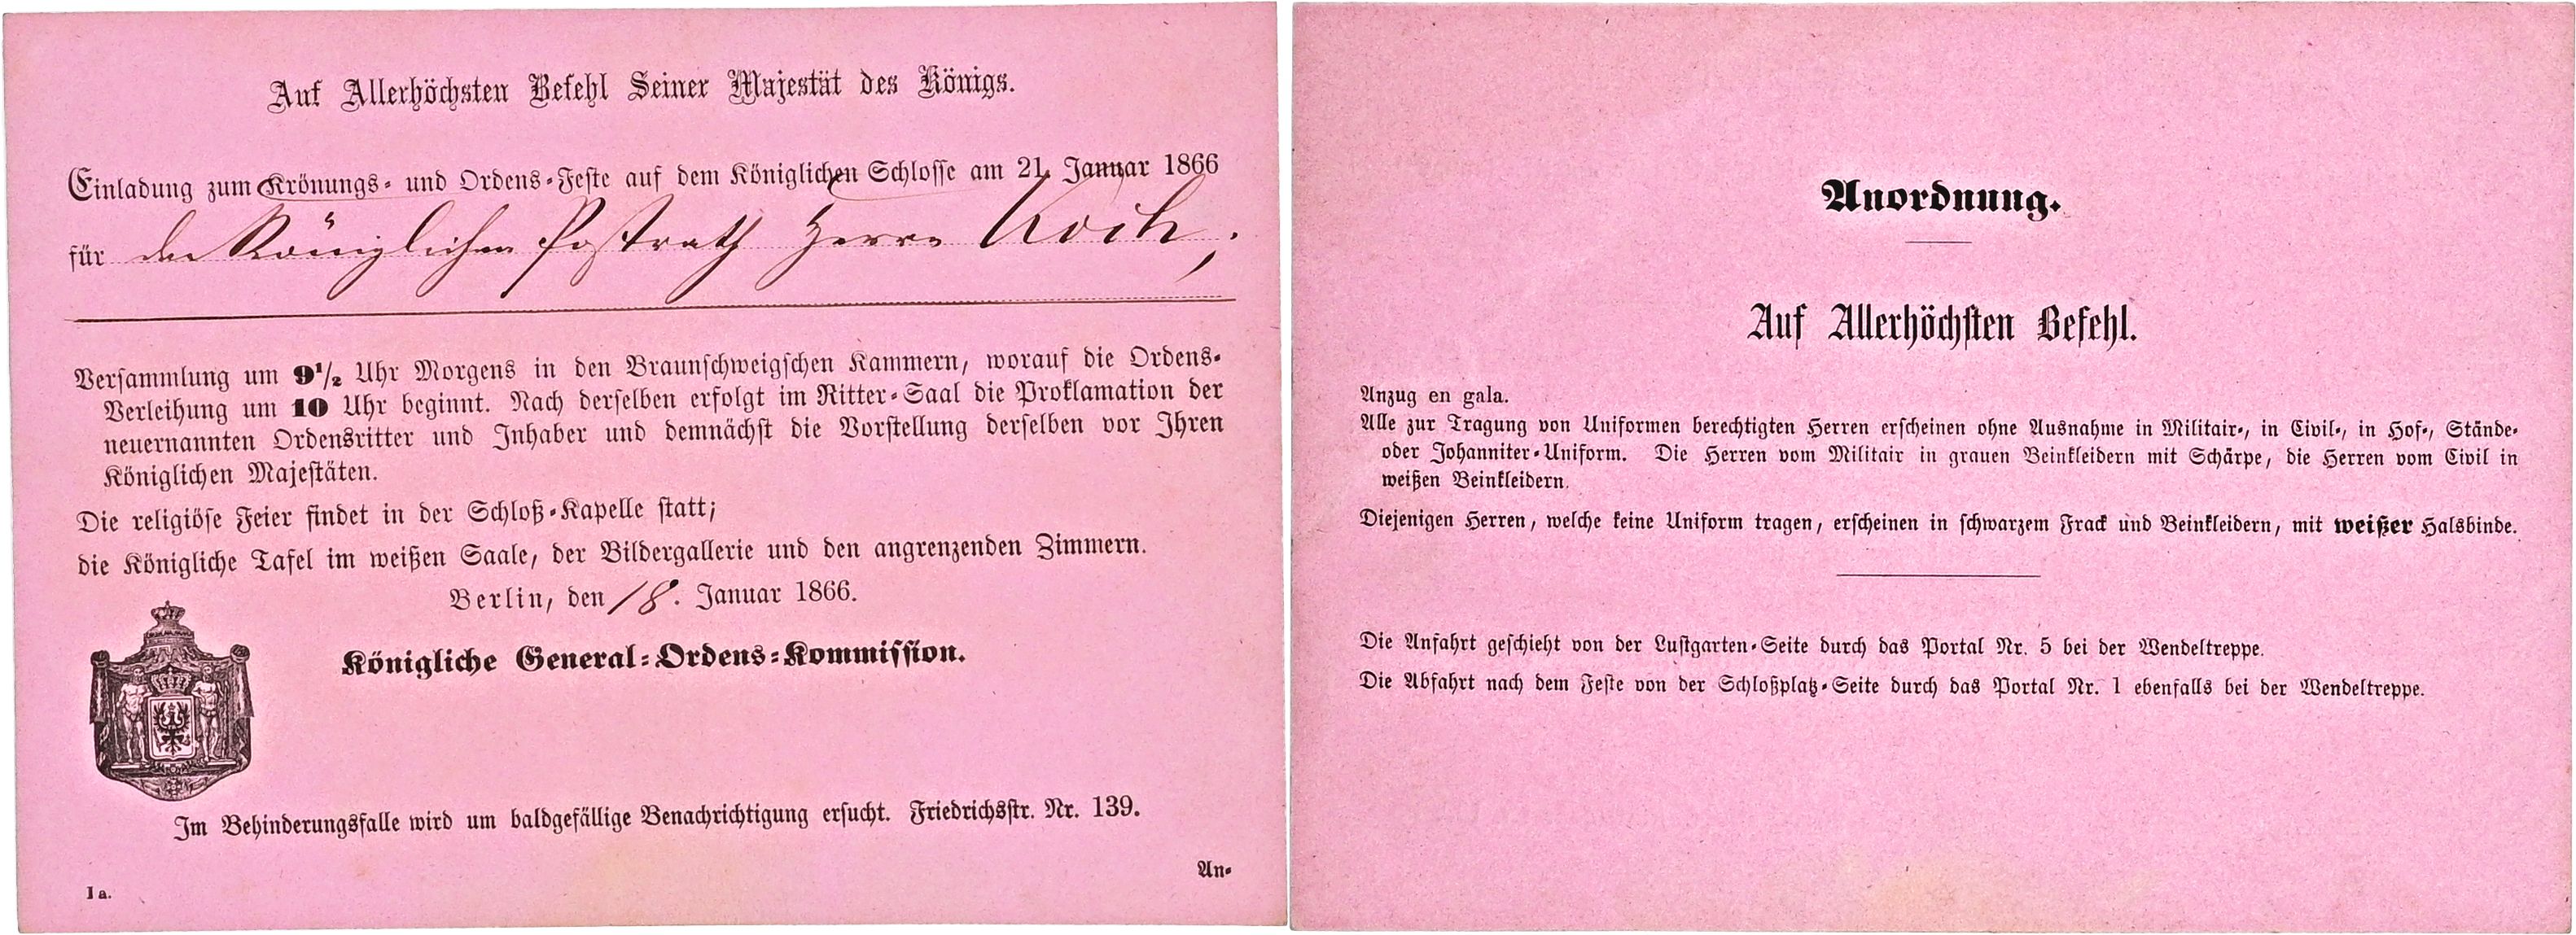 Auf Allerhöchsten Befehl Seiner Majestät des Königs.
Einladung zum Krönungs- und Ordens-Feste auf dem Königlichen Schlosse am 21. Januar 1866
für den Königlichen Postrath Herrn Koch,
Versammlung um 9½ Uhr Morgens in den Braunschweigschen Kammern, worauf die Ordens-
Verleihung um 10 Uhr beginnt. Nach derselben erfolgt im Ritter-Saal die Proklamation der
neuernannten Ordensritter und Inhaber und demnächst die Vorstellung derselben vor Ihren
Königlichen Majestäten.
Die religiöse Feier findet in der Schloß-Kapelle statt;
die Königliche Tafel im weißen Saale, der Bildergallerie und den angrenzenden Zimmern.
Berlin, den 18. Januar 1866.
Königliche General-Ordens-Kommission.
Im Behinderungsfalle wird um baldgefällige Benachrichtigung ersucht. Friedrichsstr. Nr. 139.
An-
I a.
Anordnung.
Auf Allerhöchsten Befehl.
Anzug en gala.
Alle zur Tragung von Uniformen berechtigten Herren erscheinen ohne Ausnahme in Militair-, in Civil-, in Hof-, Stände-
oder Johanniter-Uniform. Die Herren vom Militair in grauen Beinkleidern mit Schärpe, die Herren vom Civil in
weißen Beinkleidern.
Diejenigen Herren, welche keine Uniform tragen, erscheinen in schwarzem Frack und Beinkleidern, mit weißer Halsbinde.
Die Anfahrt geschieht von der Lustgarten-Seite durch das Portal Nr. 5 bei der Wendeltreppe.
Die Abfahrt nach dem Feste von der Schloßplatz-Seite durch das Portal Nr. 1 ebenfalls bei der Wendeltreppe.